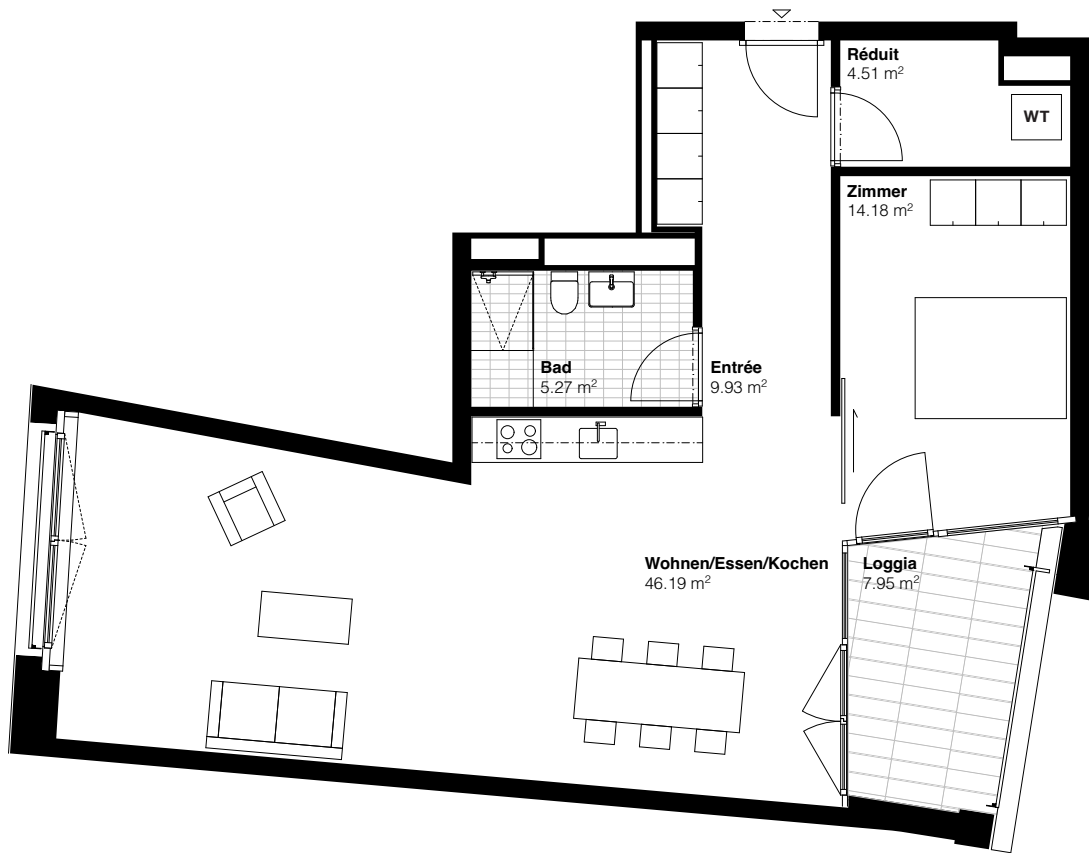 Réduit
4.51 m²
WT
Zimmer
14.18 m²
Bad
5.27 m²
Entrée
9.93 m²
Wohnen/Essen/Kochen
46.19 m²
Loggia
7.95 m²